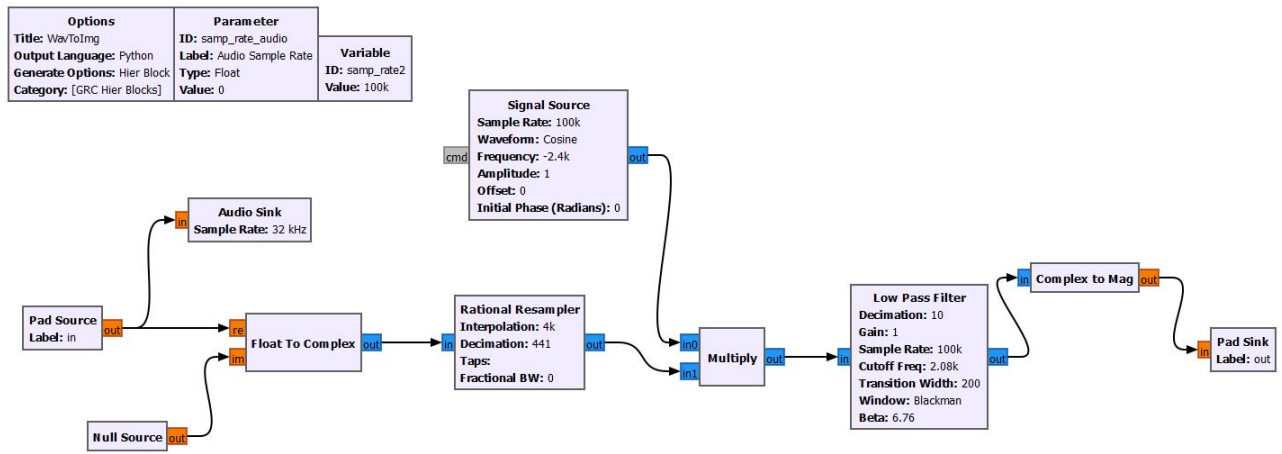 Options
Title: WavToImg
Output Language: Python
Generate Options: Hier Block
Category: [GRC Hier Blocks]
Parameter
ID: samp_rate_audio
Label: Audio Sample Rate
Type: Float
Value: 0
Variable
ID: samp_rate2
Value: 100k
Signal Source
Sample Rate: 100k
Waveform: Cosine
Frequency: -2.4k
Amplitude: 1
Offset: 0
Initial Phase (Radians): 0
cmd
out
Audio Sink
Sample Rate: 32 kHz
in
Pad Source
Label: in
out
Null Source
out
re
im
Float To Complex
out
in
Rational Resampler
Interpolation: 4k
Decimation: 441
Taps:
Fractional BW: 0
out
in0
in1
Multiply
out
in
Low Pass Filter
Decimation: 10
Gain: 1
Sample Rate: 100k
Cutoff Freq: 2.08k
Transition Width: 200
Window: Blackman
Beta: 6.76
out
in
Complex to Mag
out
in
Pad Sink
Label: out